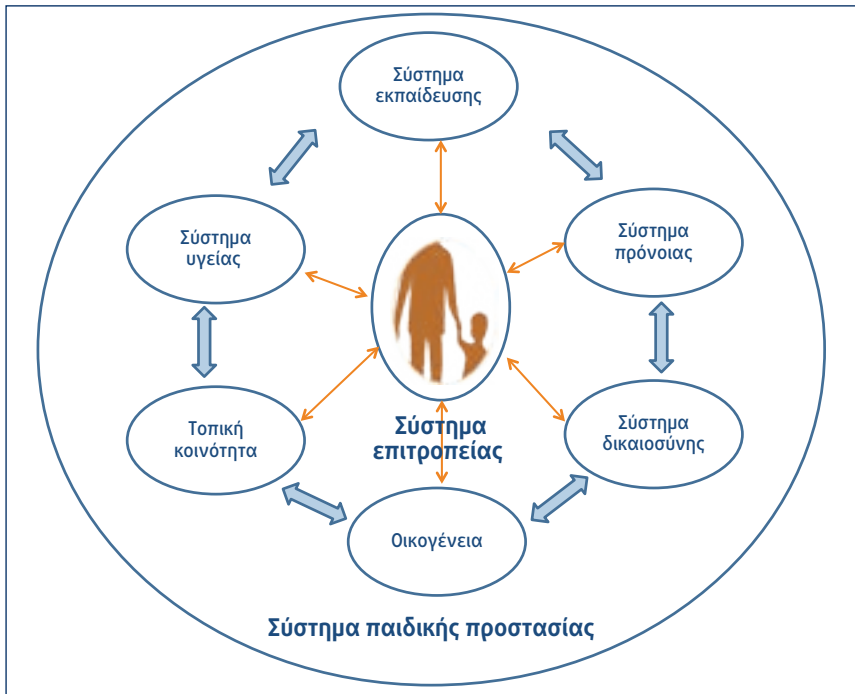 Σύστημα
εκπαίδευσης
Σύστημα
υγείας
Σύστημα
πρόνοιας
Τοπική
κοινότητα
Σύστημα
επιτροπείας
Σύστημα
δικαιοσύνης
Οικογένεια
Σύστημα παιδικής προστασίας